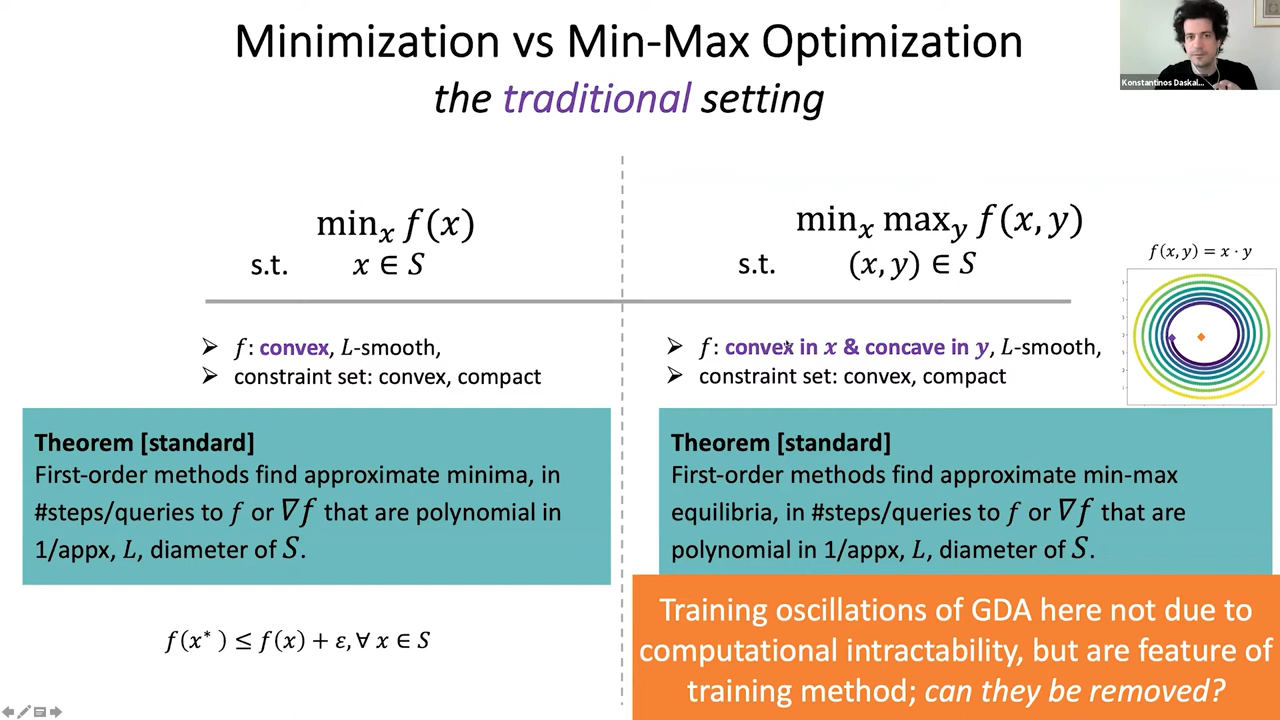 Minimization vs Min-Max Optimization
the traditional setting
Konstantinos Daskal...
min_x f(x)
s.t. x ∈ S
min_x max_y f(x, y)
s.t. (x, y) ∈ S
f(x, y) = x · y
➢ f: convex, L-smooth,
➢ constraint set: convex, compact
➢ f: convex in x & concave in y, L-smooth,
➢ constraint set: convex, compact
Theorem [standard]
First-order methods find approximate minima, in
#steps/queries to f or ∇f that are polynomial in
1/appx, L, diameter of S.
Theorem [standard]
First-order methods find approximate min-max
equilibria, in #steps/queries to f or ∇f that are
polynomial in 1/appx, L, diameter of S.
f(x*) ≤ f(x) + ε, ∀ x ∈ S
Training oscillations of GDA here not due to
computational intractability, but are feature of
training method; can they be removed?